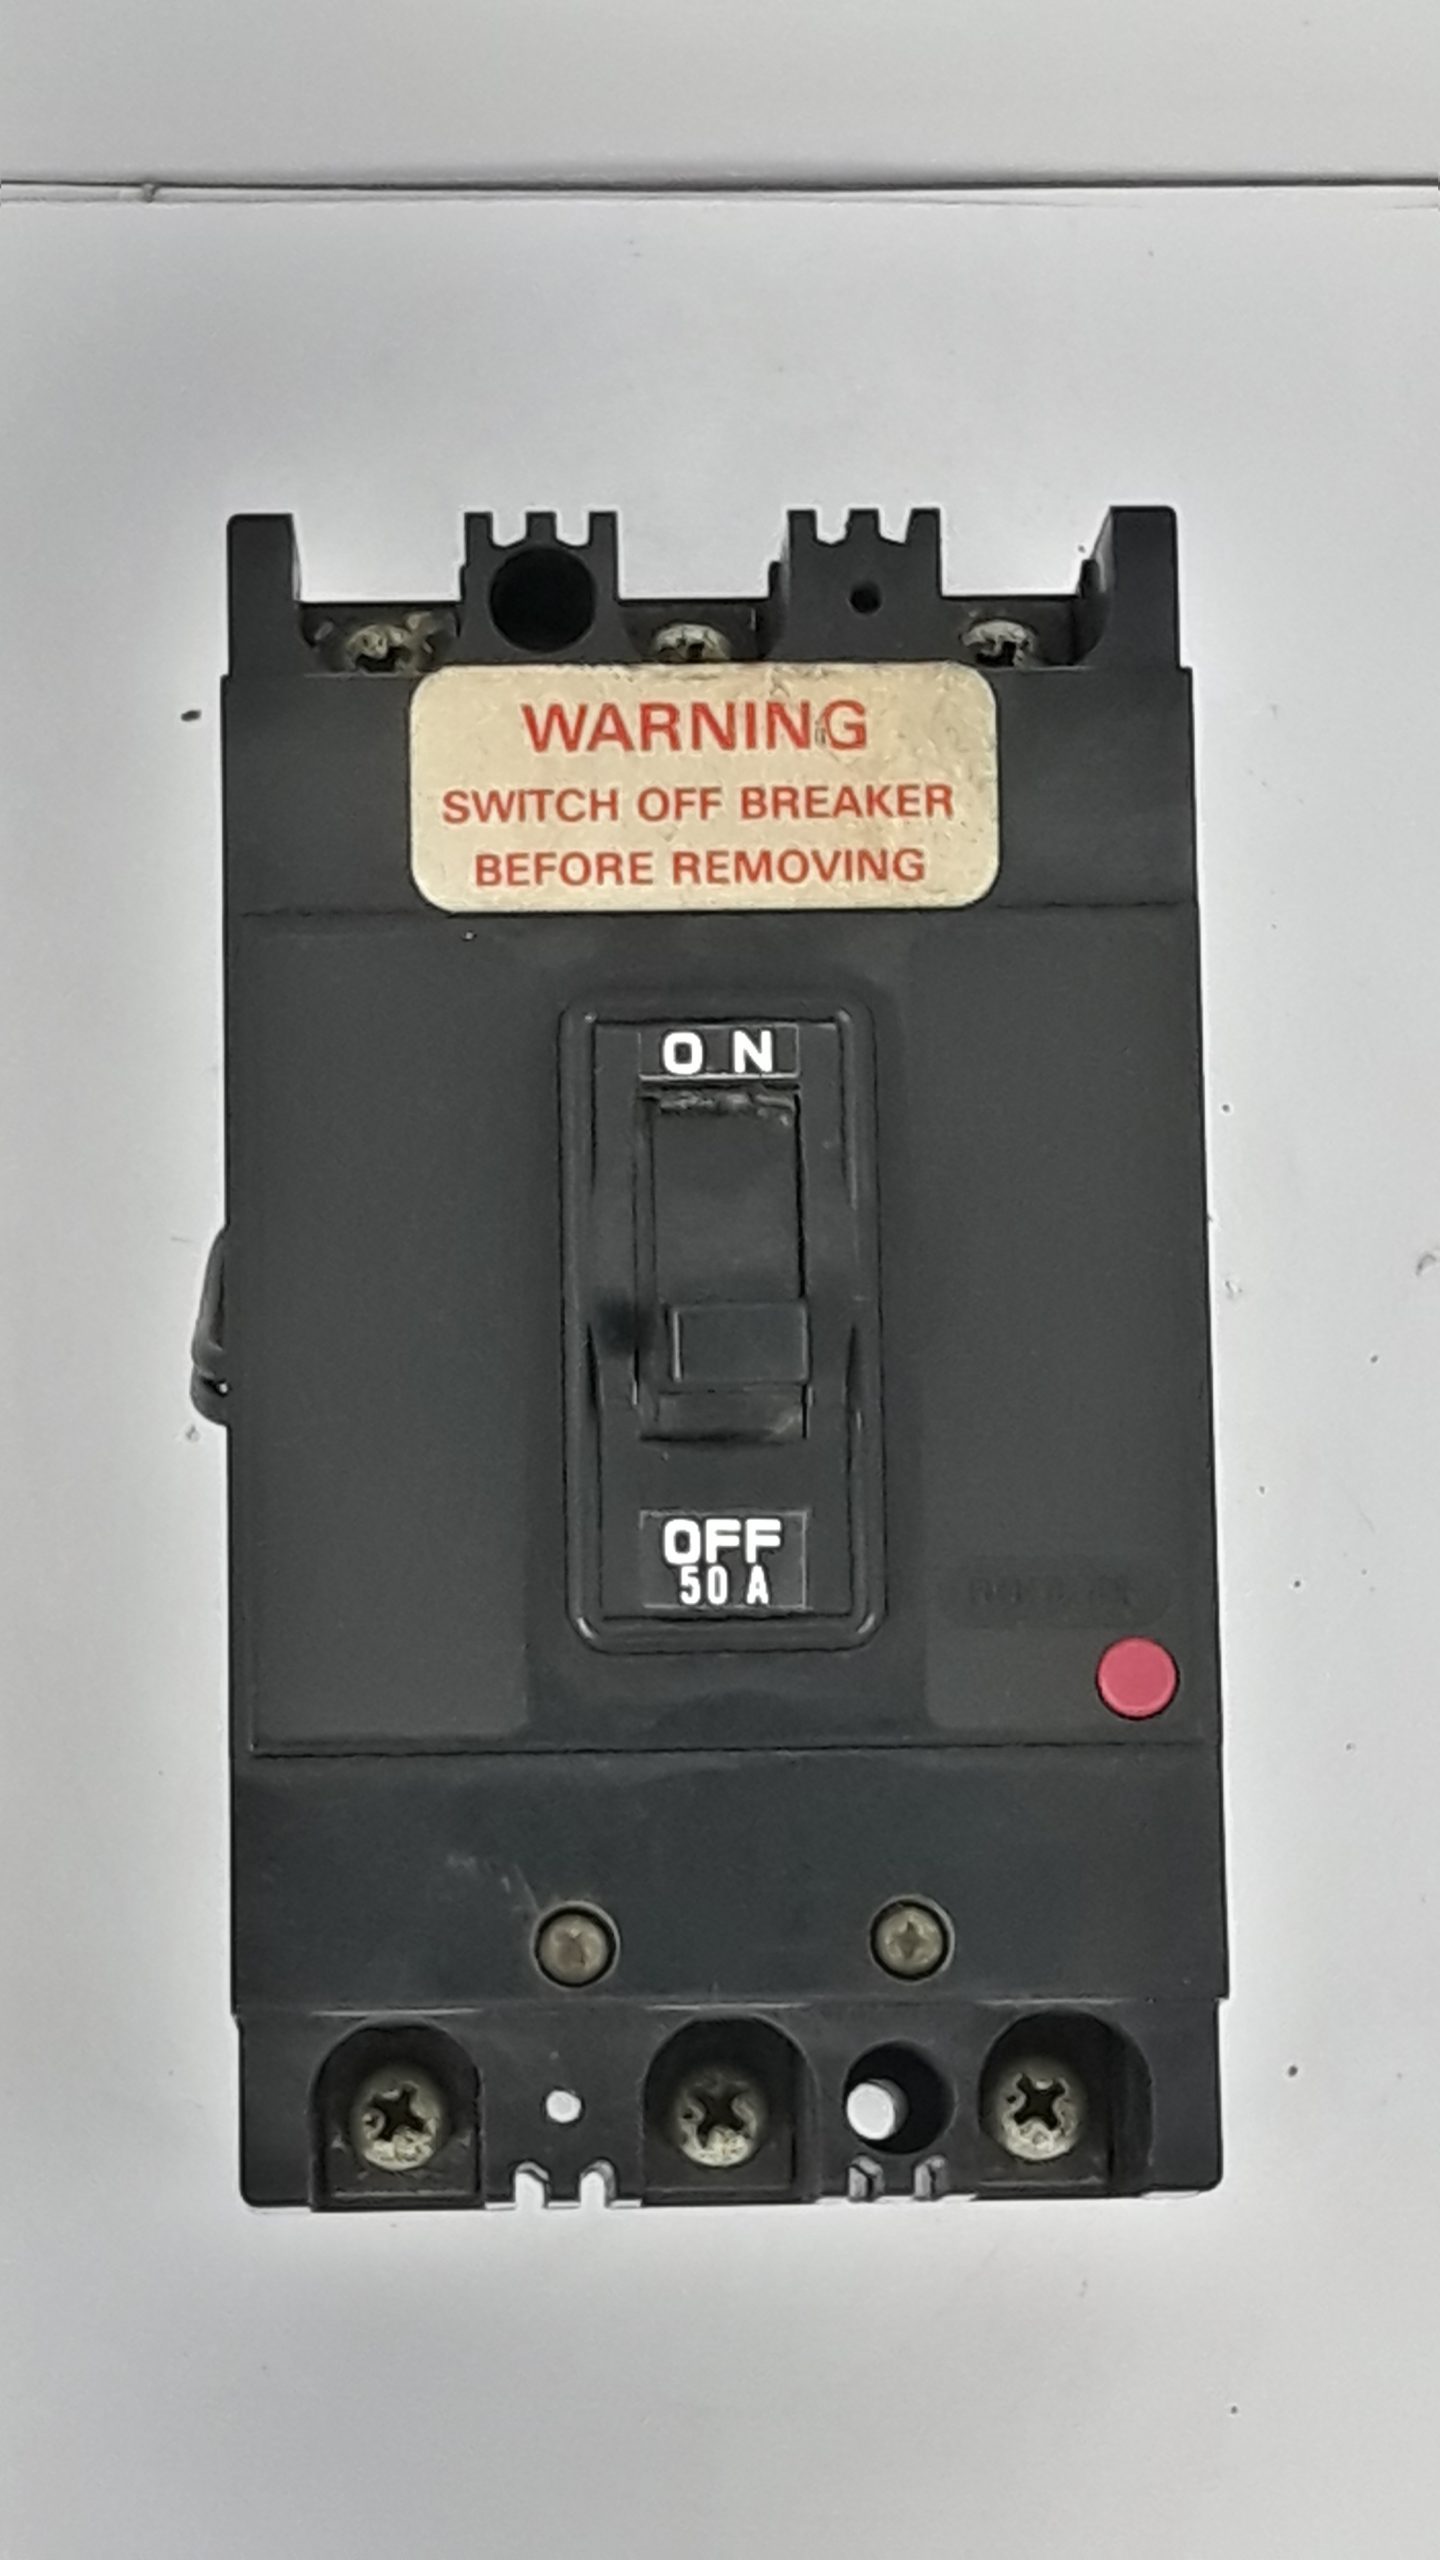 WARNING
SWITCH OFF BREAKER
BEFORE REMOVING
ON
OFF
50 A